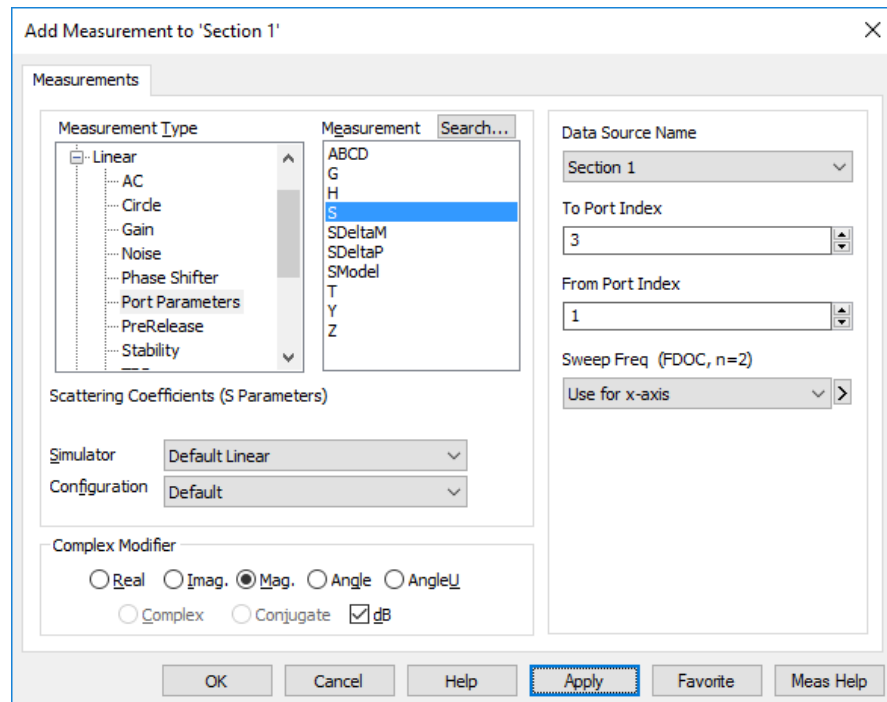 Add Measurement to 'Section 1'
Measurements
Measurement Type
Linear
AC
Circle
Gain
Noise
Phase Shifter
Port Parameters
PreRelease
Stability
Measurement
Search...
ABCD
G
H
S
SDeltaM
SDeltaP
SModel
T
Y
Z
Scattering Coefficients (S Parameters)
Simulator
Default Linear
Configuration
Default
Complex Modifier
Real Imag. Mag. Angle AngleU
Complex Conjugate dB
Data Source Name
Section 1
To Port Index
3
From Port Index
1
Sweep Freq (FDOC, n=2)
Use for x-axis
>
OK Cancel Help Apply Favorite Meas Help